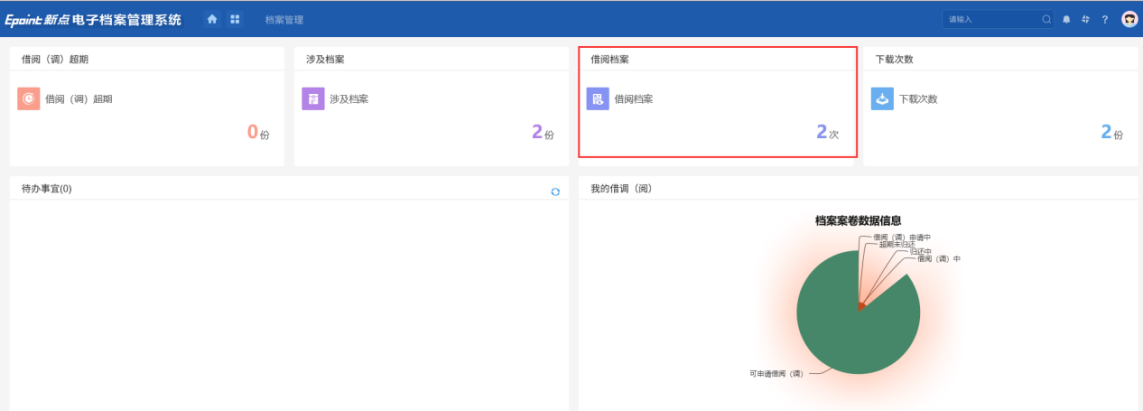 Epoint 新点 电子档案管理系统
档案管理
请输入
?
借阅（调）超期
借阅（调）超期
0 份
涉及档案
涉及档案
2 份
借阅档案
借阅档案
2 次
下载次数
下载次数
2 份
待办事宜(0)
我的借调（阅）
档案案卷数据信息
借阅（调）申请中
超期未归还
归还中
借阅（调）中
可申请借阅（调）